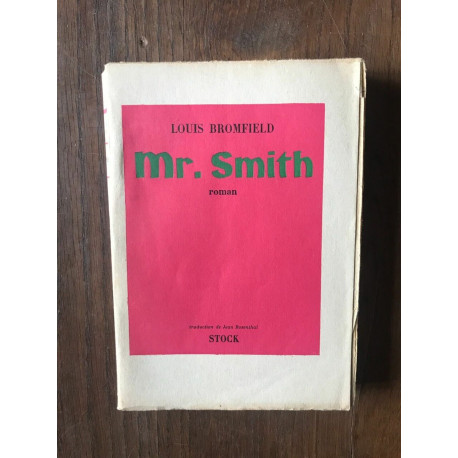 LOUIS BROMFIELD
Mr. Smith
roman
traduction de Jean Rosenthal
STOCK